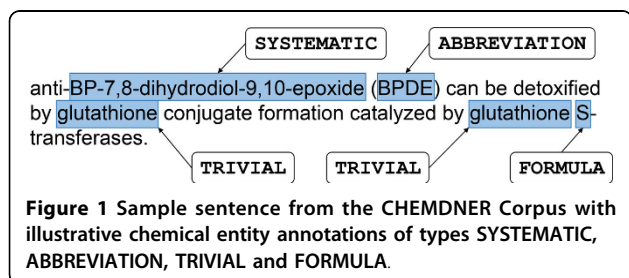 SYSTEMATIC ABBREVIATION
anti-BP-7,8-dihydrodiol-9,10-epoxide (BPDE) can be detoxified
by glutathione conjugate formation catalyzed by glutathione S-
transferases.
TRIVIAL TRIVIAL FORMULA
Figure 1 Sample sentence from the CHEMDNER Corpus with
illustrative chemical entity annotations of types SYSTEMATIC,
ABBREVIATION, TRIVIAL and FORMULA.